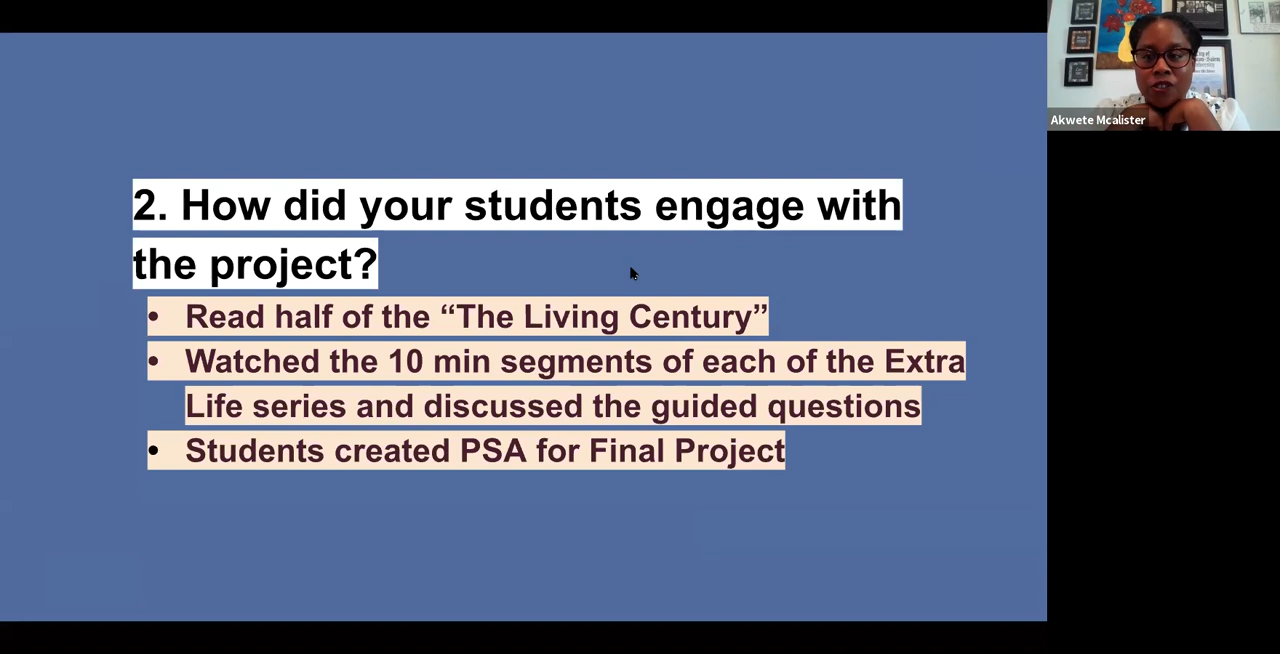 2. How did your students engage with
the project?
• Read half of the “The Living Century”
• Watched the 10 min segments of each of the Extra
Life series and discussed the guided questions
• Students created PSA for Final Project
Akwete Mcalister